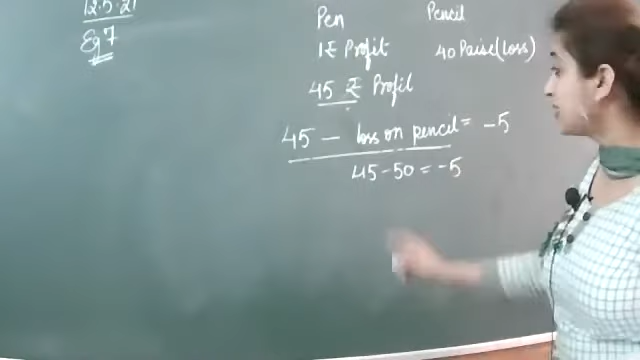 12.5.21
Eg 7
Pen Pencil
1₹ Profit 40 Paise (Loss)
45 ₹ Profit
45 - loss on pencil = -5
45-50 = -5